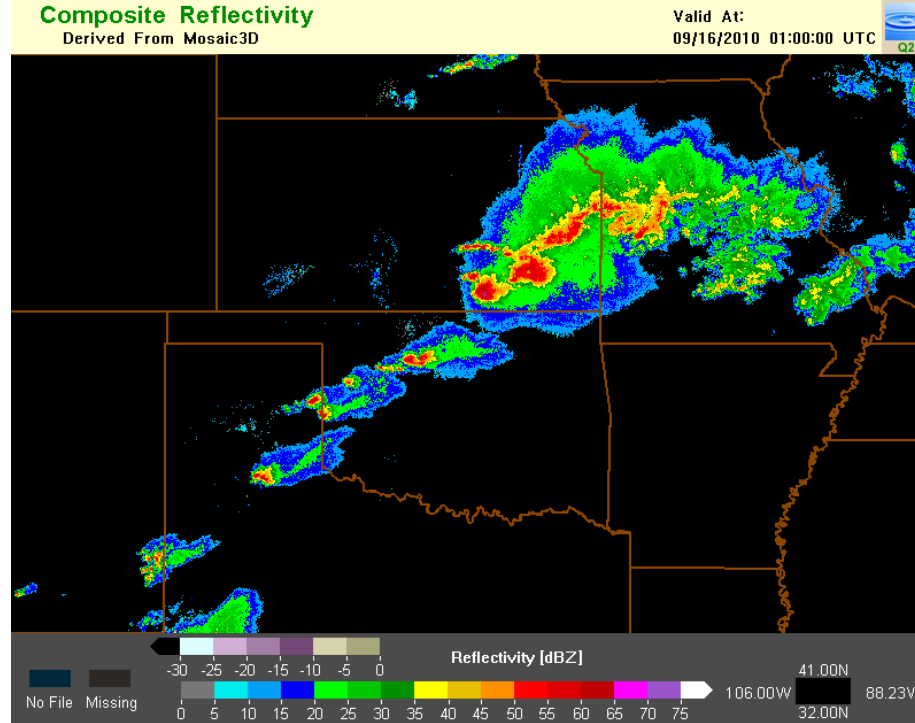 Composite Reflectivity
Derived From Mosaic3D
Valid At:
09/16/2010 01:00:00 UTC
Q2
-30 -25 -20 -15 -10 -5 0
Reflectivity [dBZ]
No File Missing
0 5 10 15 20 25 30 35 40 45 50 55 60 65 70 75
41.00N
106.00W 88.23W
32.00N